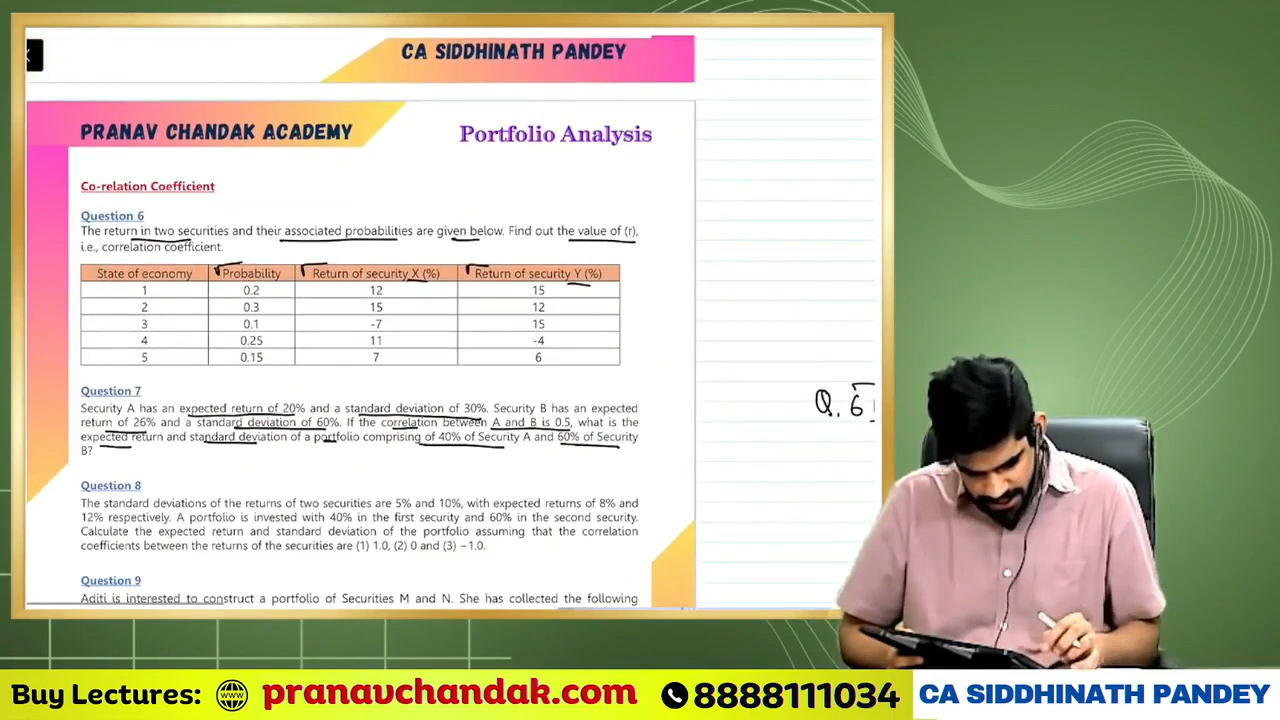 CA SIDDHINATH PANDEY
PRANAV CHANDAK ACADEMY
Portfolio Analysis
Co-relation Coefficient
Question 6
The return in two securities and their associated probabilities are given below. Find out the value of (r),
i.e., correlation coefficient.
State of economy Probability Return of security X (%) Return of security Y (%)
1 0.2 12 15
2 0.3 15 12
3 0.1 -7 15
4 0.25 11 -4
5 0.15 7 6
Question 7
Security A has an expected return of 20% and a standard deviation of 30%. Security B has an expected
return of 26% and a standard deviation of 60%. If the correlation between A and B is 0.5, what is the
expected return and standard deviation of a portfolio comprising of 40% of Security A and 60% of Security
B?
Q. 6
Question 8
The standard deviations of the returns of two securities are 5% and 10%, with expected returns of 8% and
12% respectively. A portfolio is invested with 40% in the first security and 60% in the second security.
Calculate the expected return and standard deviation of the portfolio assuming that the correlation
coefficients between the returns of the securities are (1) 1.0, (2) 0 and (3) −1.0.
Question 9
Aditi is interested to construct a portfolio of Securities M and N. She has collected the following
Buy Lectures: pranavchandak.com 8888111034 CA SIDDHINATH PANDEY